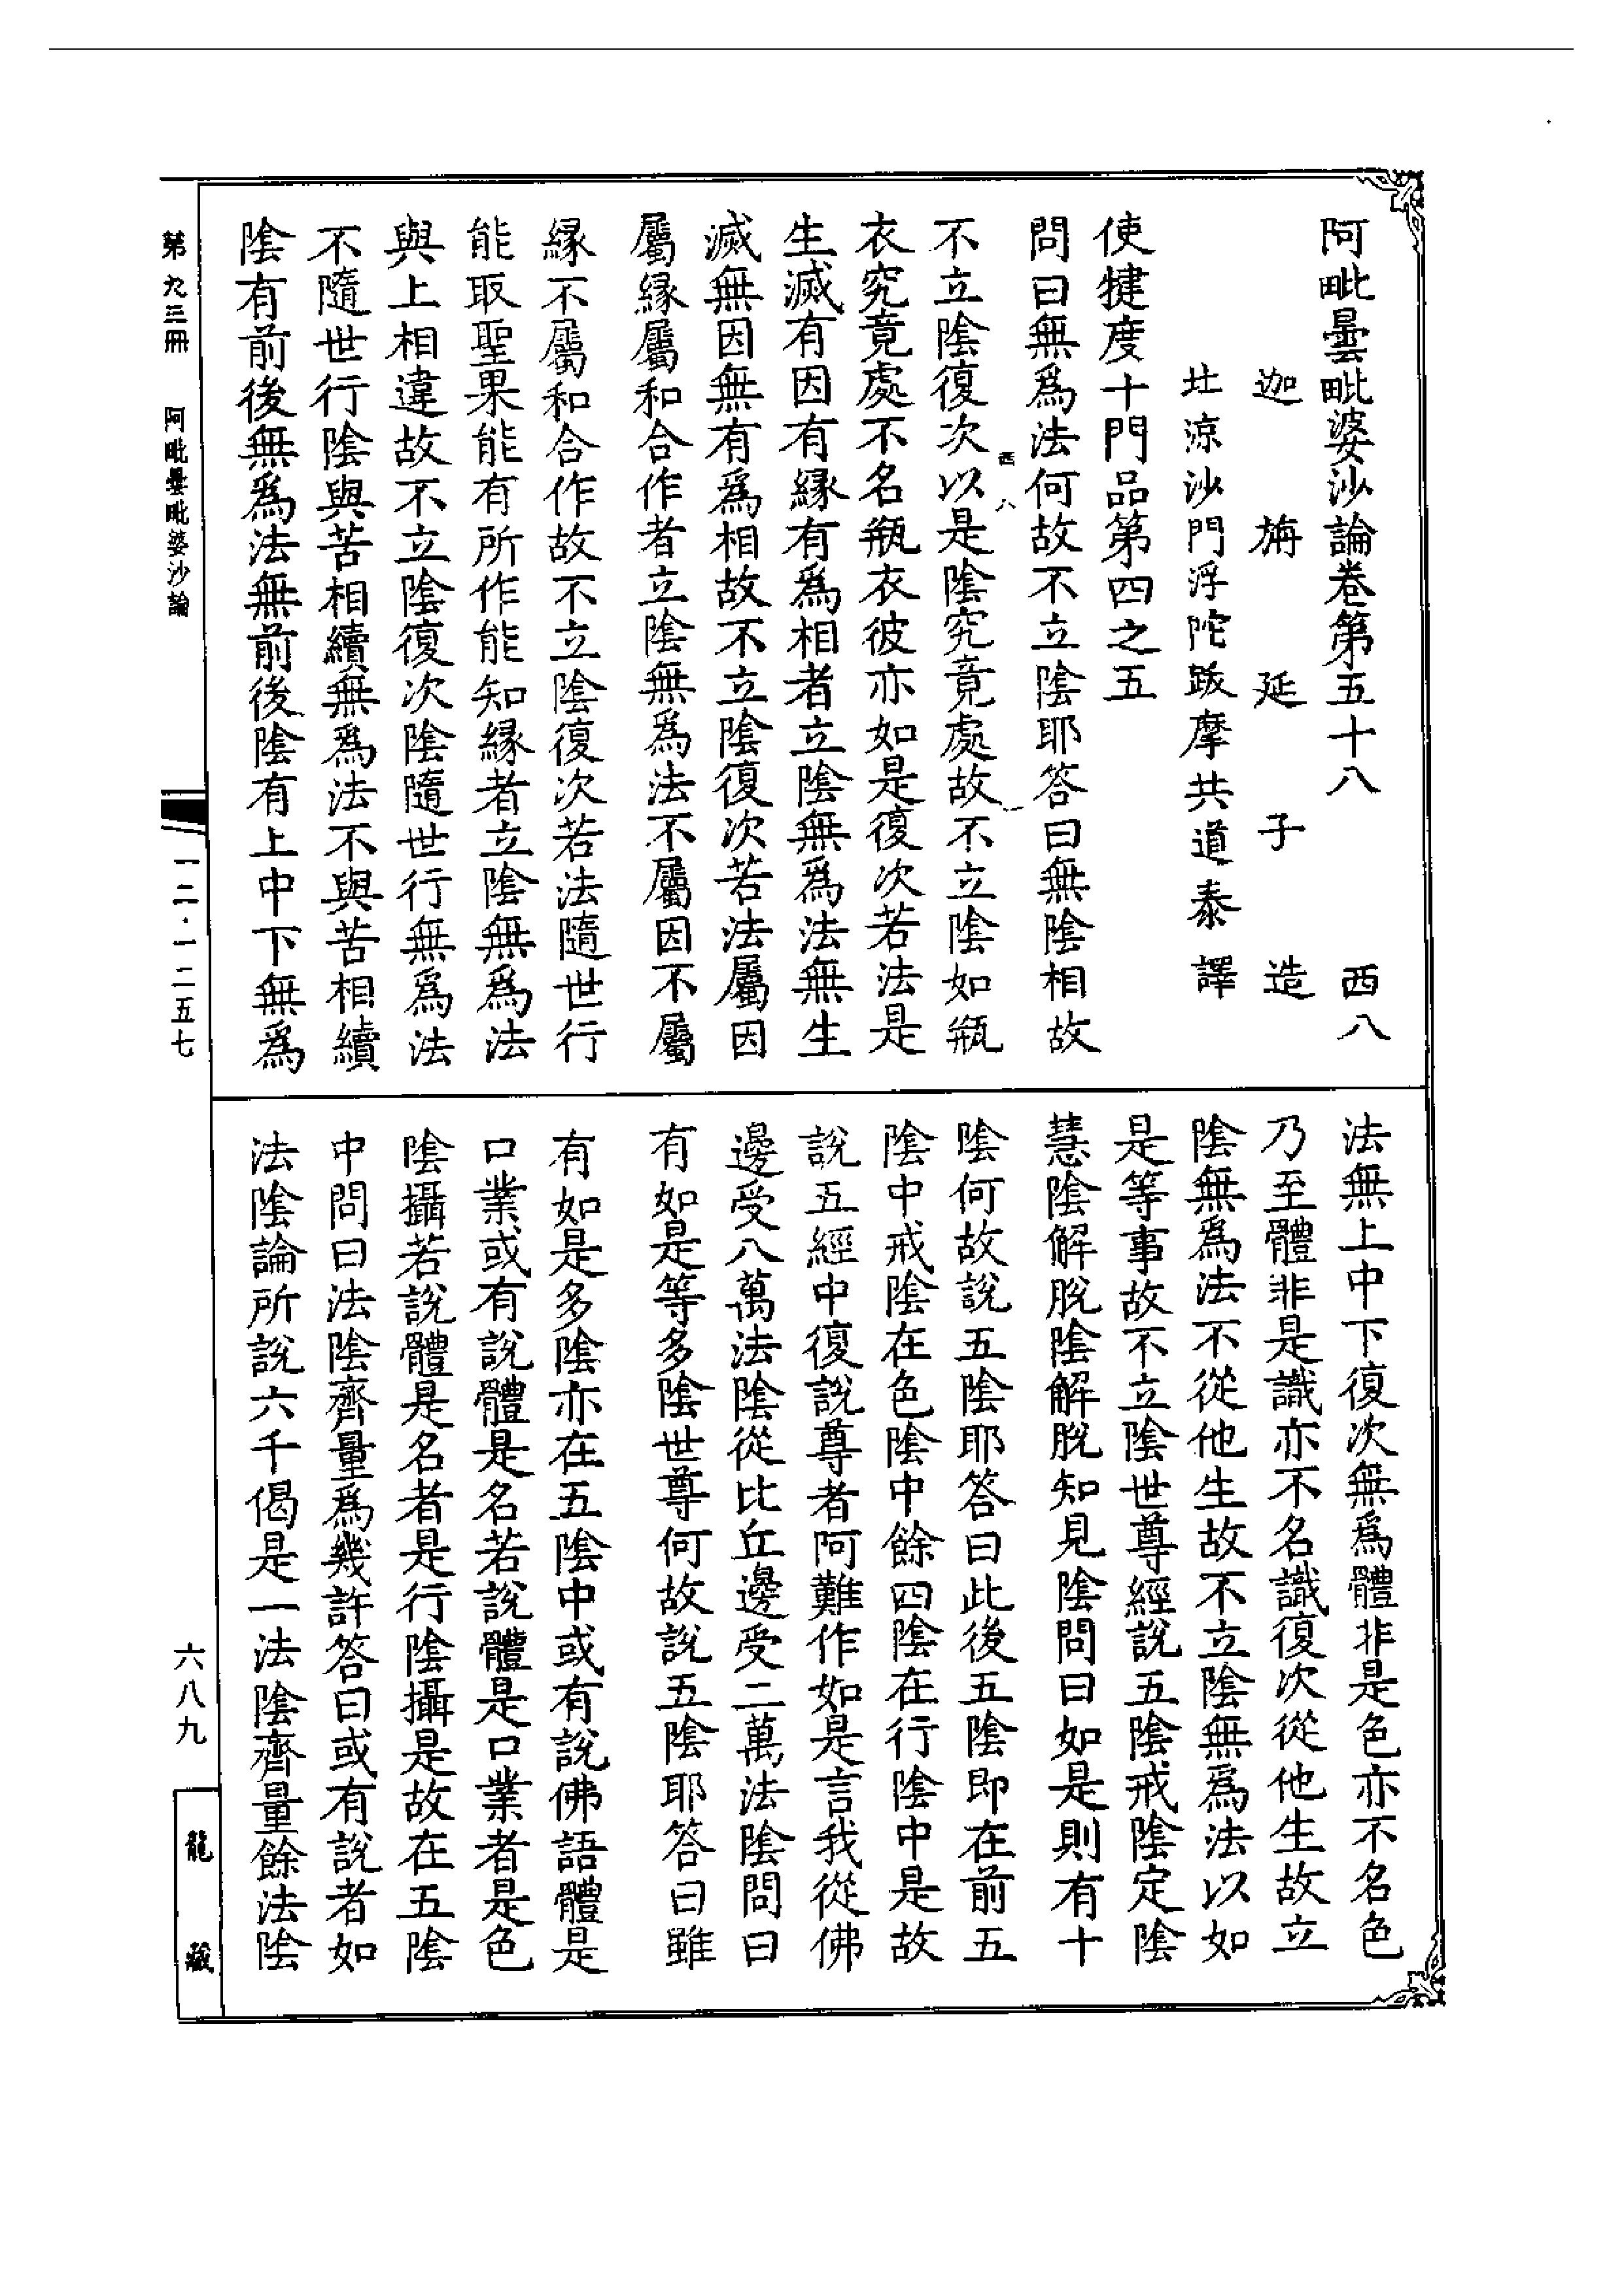 阿毗曇毗婆沙論卷第五十八　西八
迦旃延子造
北涼沙門浮陀跋摩共道泰譯
使揵度十門品第四之五
問曰無爲法何故不立陰耶答曰無陰相故
不立陰復次以是陰究竟處故不立陰如瓶
衣究竟處不名瓶衣彼亦如是復次若法是
生滅有因有緣有爲相者立陰無爲法無生
滅無因無有爲相故不立陰復次若法屬因
屬緣屬和合作者立陰無爲法不屬因不屬
緣不屬和合作故不立陰復次若法隨世行
能取聖果能有所作能知緣者立陰無爲法
與上相違故不立陰復次陰隨世行無爲法
不隨世行陰與苦相續無爲法不與苦相續
陰有前後無爲法無前後陰有上中下無爲
西八
一
法無上中下復次無爲體非是色亦不名色
乃至體非是識亦不名識復次從他生故立
陰無爲法不從他生故不立陰無爲法以如
是等事故不立陰世尊經說五陰戒陰定陰
慧陰解脫陰解脫知見陰問曰如是則有十
陰何故說五陰耶答曰此後五陰即在前五
陰中戒陰在色陰中餘四陰在行陰中是故
說五經中復說尊者阿難作如是言我從佛
邊受八萬法陰從比丘邊受二萬法陰問曰
有如是等多陰世尊何故說五陰耶答曰雖
有如是多陰亦在五陰中或有說佛語體是
口業或有說體是名若說體是口業者是色
陰攝若說體是名者是行陰攝是故在五陰
中問曰法陰齊量爲幾許答曰或有說者如
法陰論所說六千偈是一法陰齊量餘法陰
第九三冊　阿毗曇毗婆沙論
一二·一二五七
六八九
龍藏